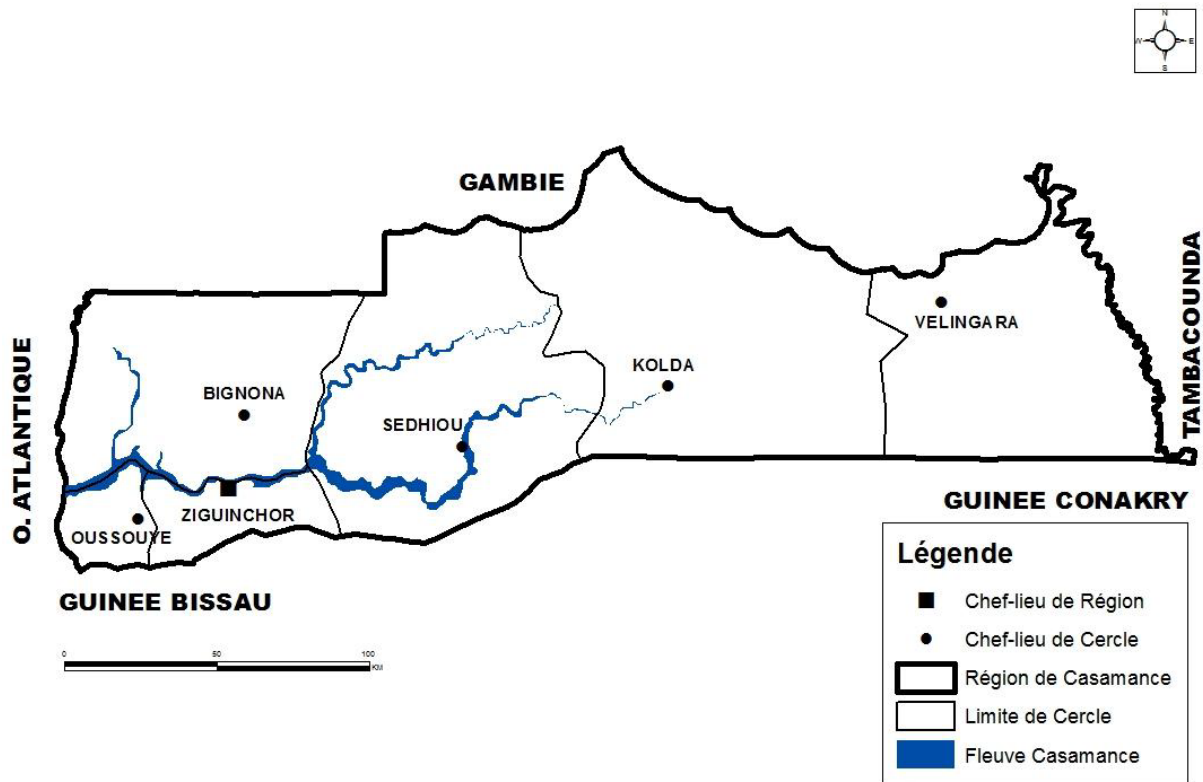 N
W E
S
GAMBIE
TAMBACOUNDA
VELINGARA
O. ATLANTIQUE
KOLDA
BIGNONA
SEDHIOU
ZIGUINCHOR
OUSSOUYE
GUINEE CONAKRY
GUINEE BISSAU
0 50 100
KM
Légende
Chef-lieu de Région
Chef-lieu de Cercle
Région de Casamance
Limite de Cercle
Fleuve Casamance